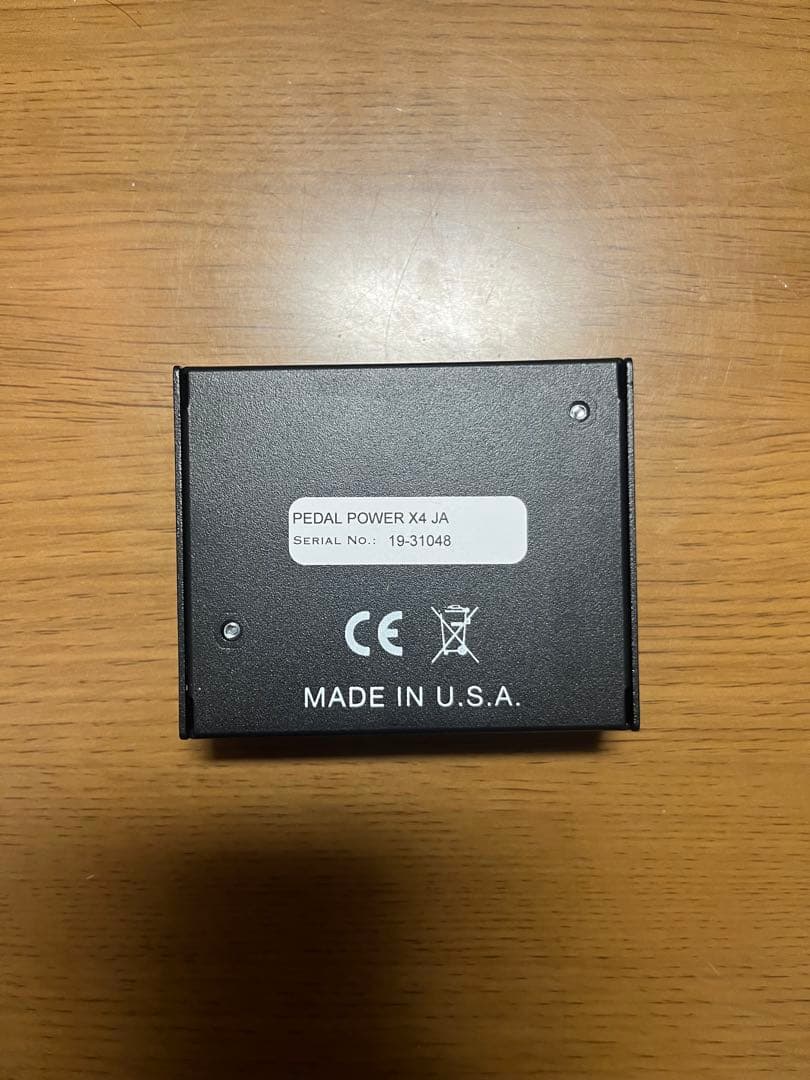 PEDAL POWER X4 JA
SERIAL NO.: 19-31048
CE
MADE IN U.S.A.